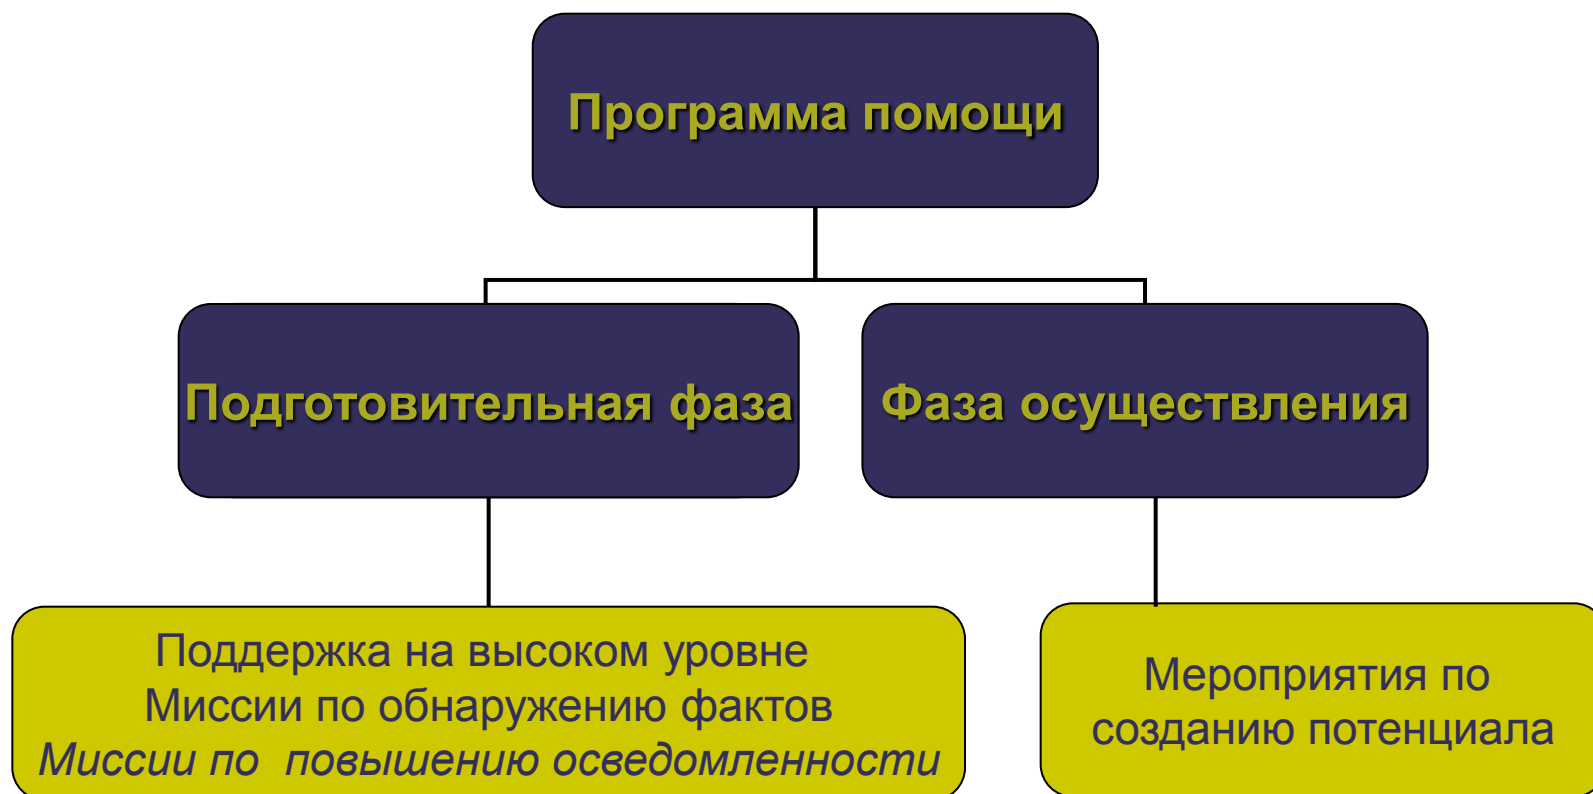 Программа помощи
Подготовительная фаза
Фаза осуществления
Поддержка на высоком уровне
Миссии по обнаружению фактов
Миссии по повышению осведомленности
Мероприятия по
созданию потенциала